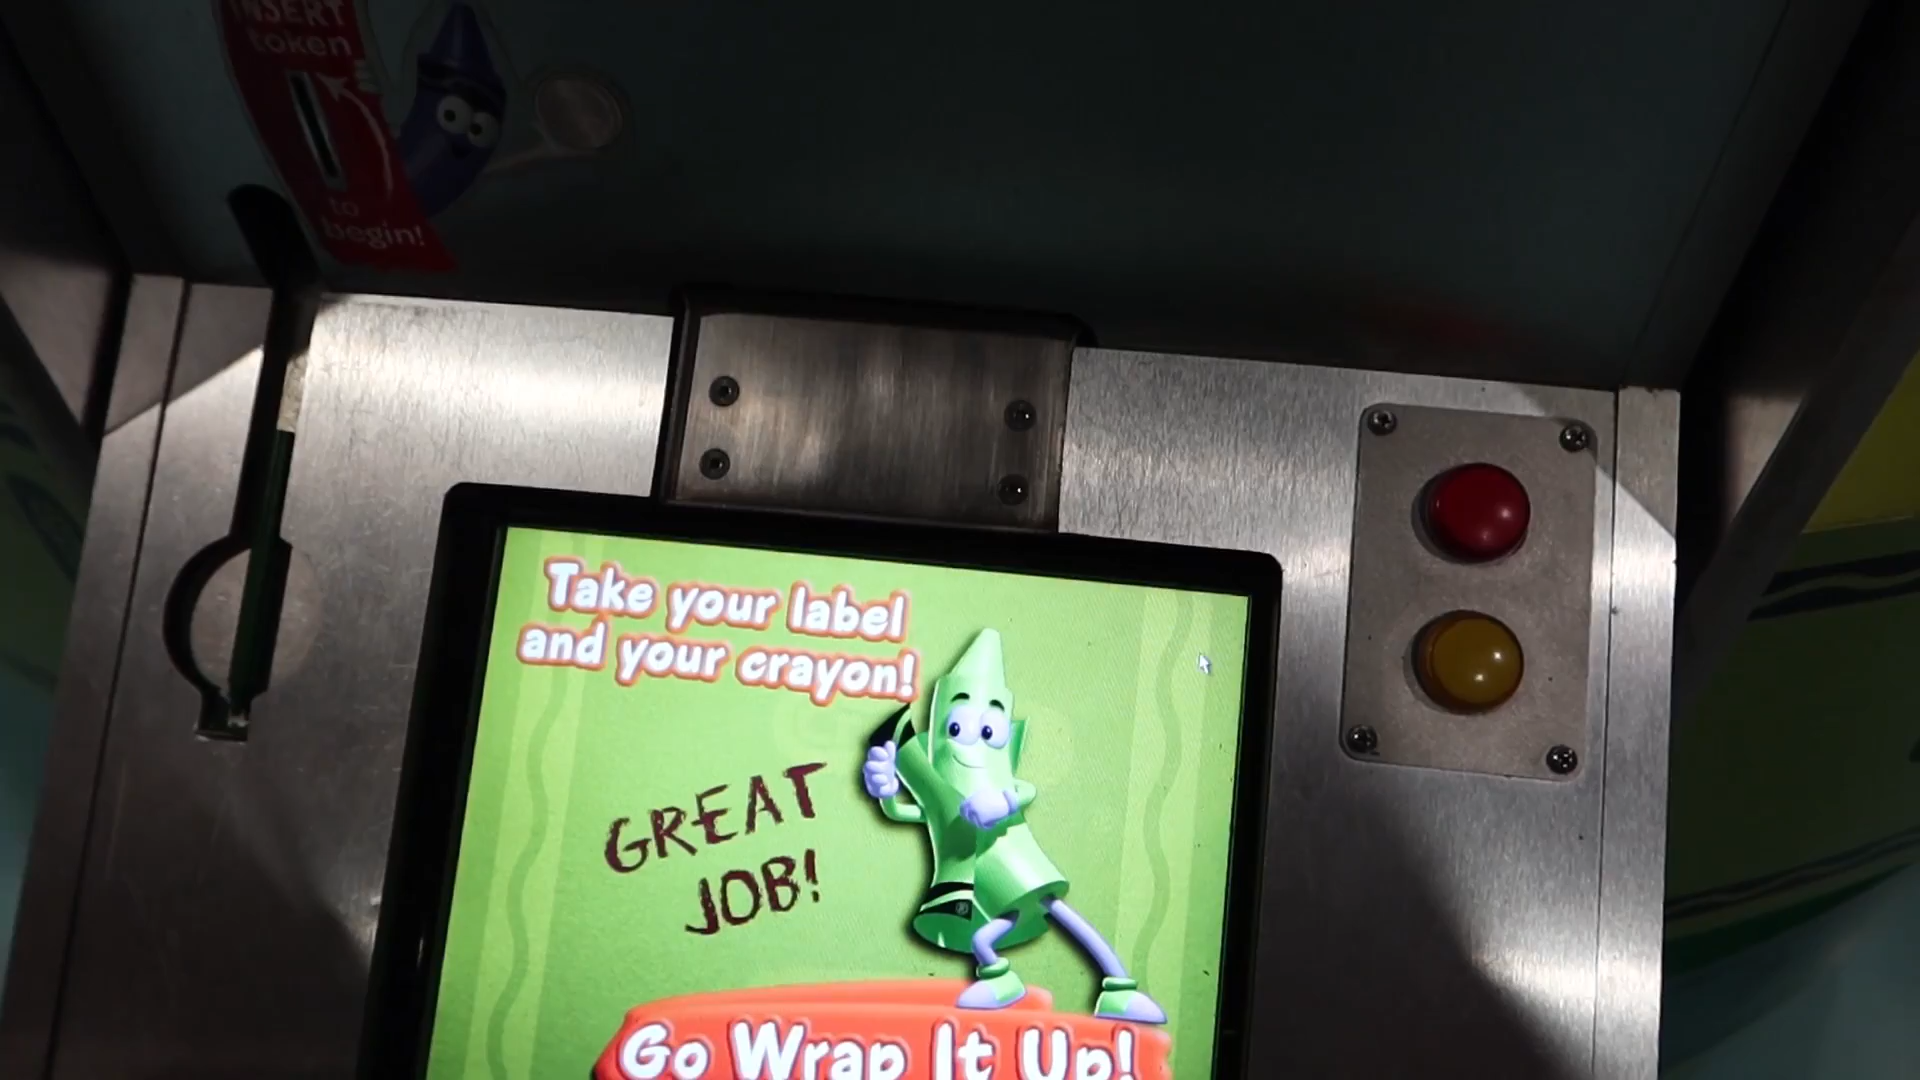 INSERT
token
to
begin!
Take your label
and your crayon!
GREAT
JOB!
Go Wrap It Up!